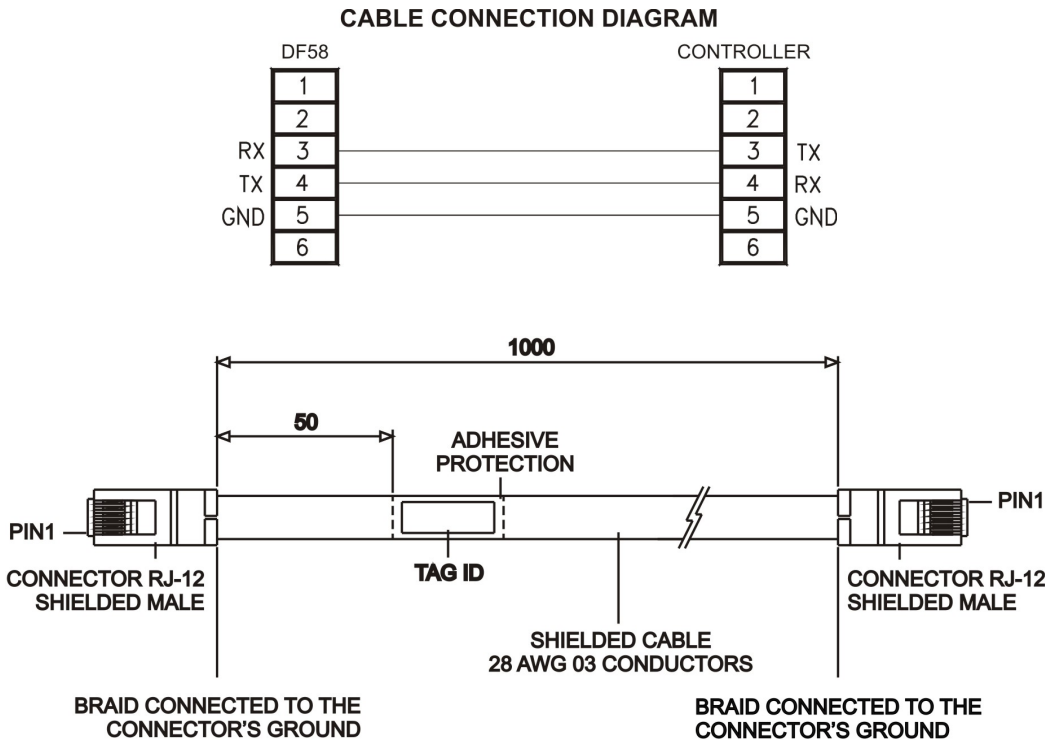 CABLE CONNECTION DIAGRAM
DF58
CONTROLLER
1
1
2
2
RX 3
3 TX
TX 4
4 RX
GND 5
5 GND
6
6
1000
50
ADHESIVE
PROTECTION
PIN1
PIN1
TAG ID
CONNECTOR RJ-12
SHIELDED MALE
CONNECTOR RJ-12
SHIELDED MALE
SHIELDED CABLE
28 AWG 03 CONDUCTORS
BRAID CONNECTED TO THE
CONNECTOR'S GROUND
BRAID CONNECTED TO THE
CONNECTOR'S GROUND